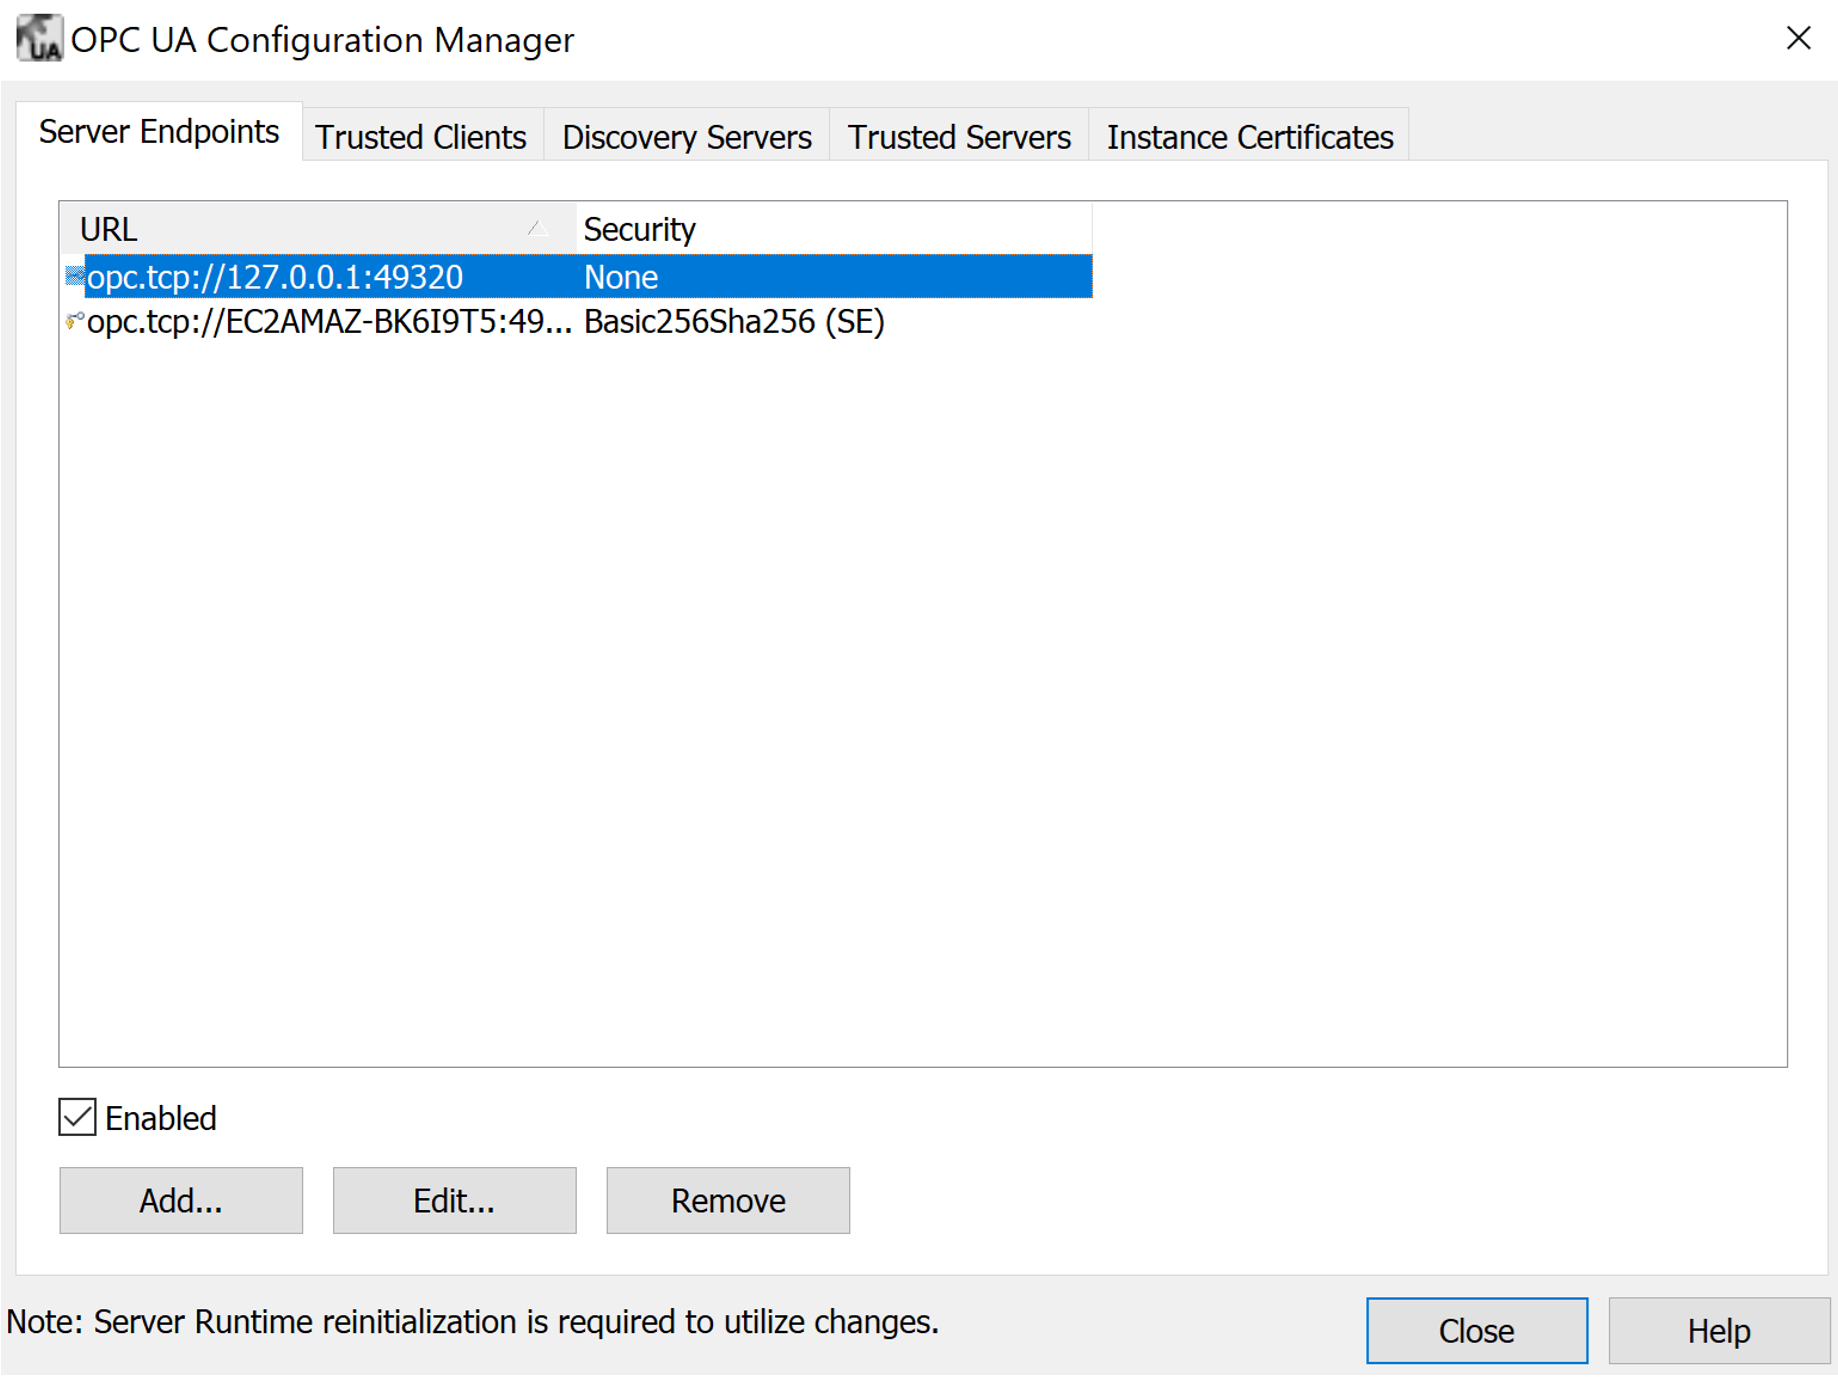 UA OPC UA Configuration Manager
Server Endpoints Trusted Clients Discovery Servers Trusted Servers Instance Certificates
URL Security
opc.tcp://127.0.0.1:49320 None
opc.tcp://EC2AMAZ-BK6I9T5:49... Basic256Sha256 (SE)
Enabled
Add... Edit... Remove
Note: Server Runtime reinitialization is required to utilize changes.
Close Help